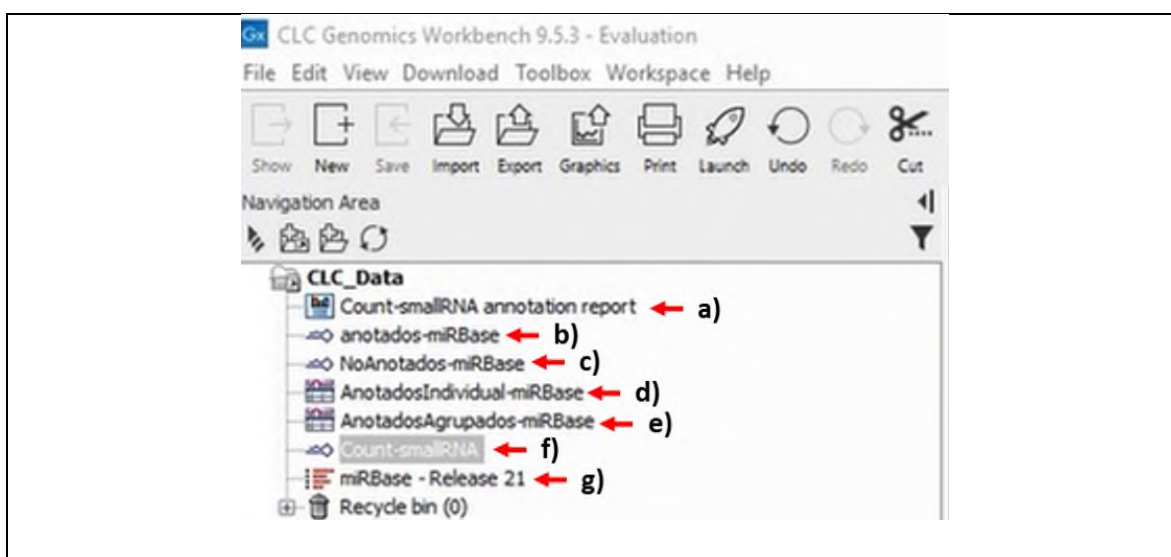 Gx CLC Genomics Workbench 9.5.3 - Evaluation
File Edit View Download Toolbox Workspace Help
Show New Save Import Export Graphics Print Launch Undo Redo Cut
Navigation Area
CLC_Data
Count-smallRNA annotation report a)
anotados-miRBase b)
NoAnotados-miRBase c)
AnotadosIndividual-miRBase d)
AnotadosAgrupados-miRBase e)
Count-smallRNA f)
miRBase - Release 21 g)
Recycle bin (0)